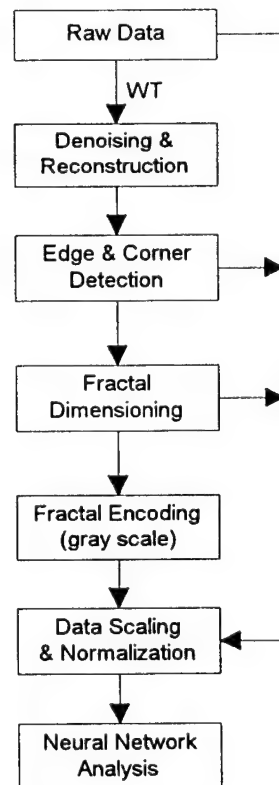 Raw Data
WT
Denoising &
Reconstruction
Edge & Corner
Detection
Fractal
Dimensioning
Fractal Encoding
(gray scale)
Data Scaling
& Normalization
Neural Network
Analysis